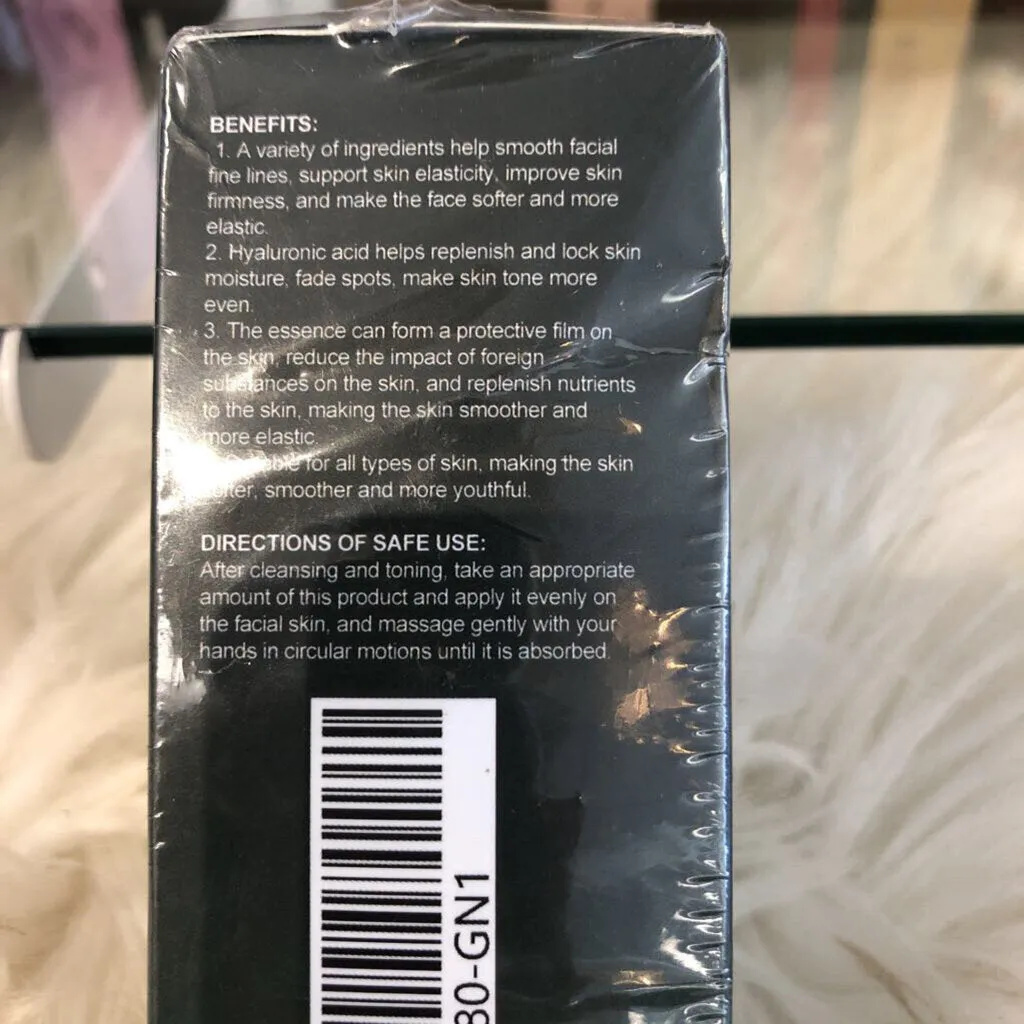 BENEFITS:
1. A variety of ingredients help smooth facial
fine lines, support skin elasticity, improve skin
firmness, and make the face softer and more
elastic.
2. Hyaluronic acid helps replenish and lock skin
moisture, fade spots, make skin tone more
even.
3. The essence can form a protective film on
the skin, reduce the impact of foreign
substances on the skin, and replenish nutrients
to the skin, making the skin smoother and
more elastic.
for all types of skin, making the skin
softer, smoother and more youthful.
DIRECTIONS OF SAFE USE:
After cleansing and toning, take an appropriate
amount of this product and apply it evenly on
the facial skin, and massage gently with your
hands in circular motions until it is absorbed.
80-GN1